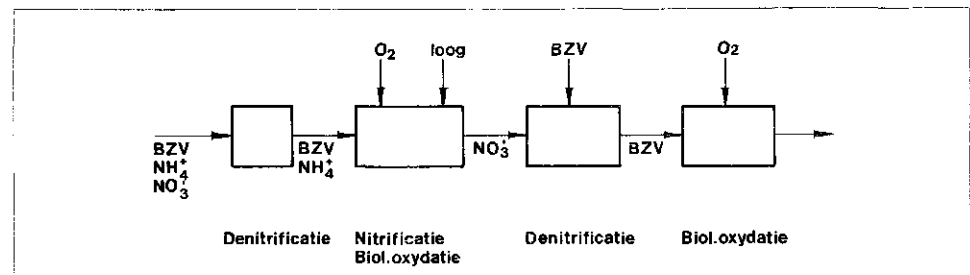 O2 loog BZV O2
BZV
NH4+
NO3'
BZV
NH4+
NO3'
BZV
Denitrificatie Nitrificatie Denitrificatie Biol.oxydatie
Biol.oxydatie